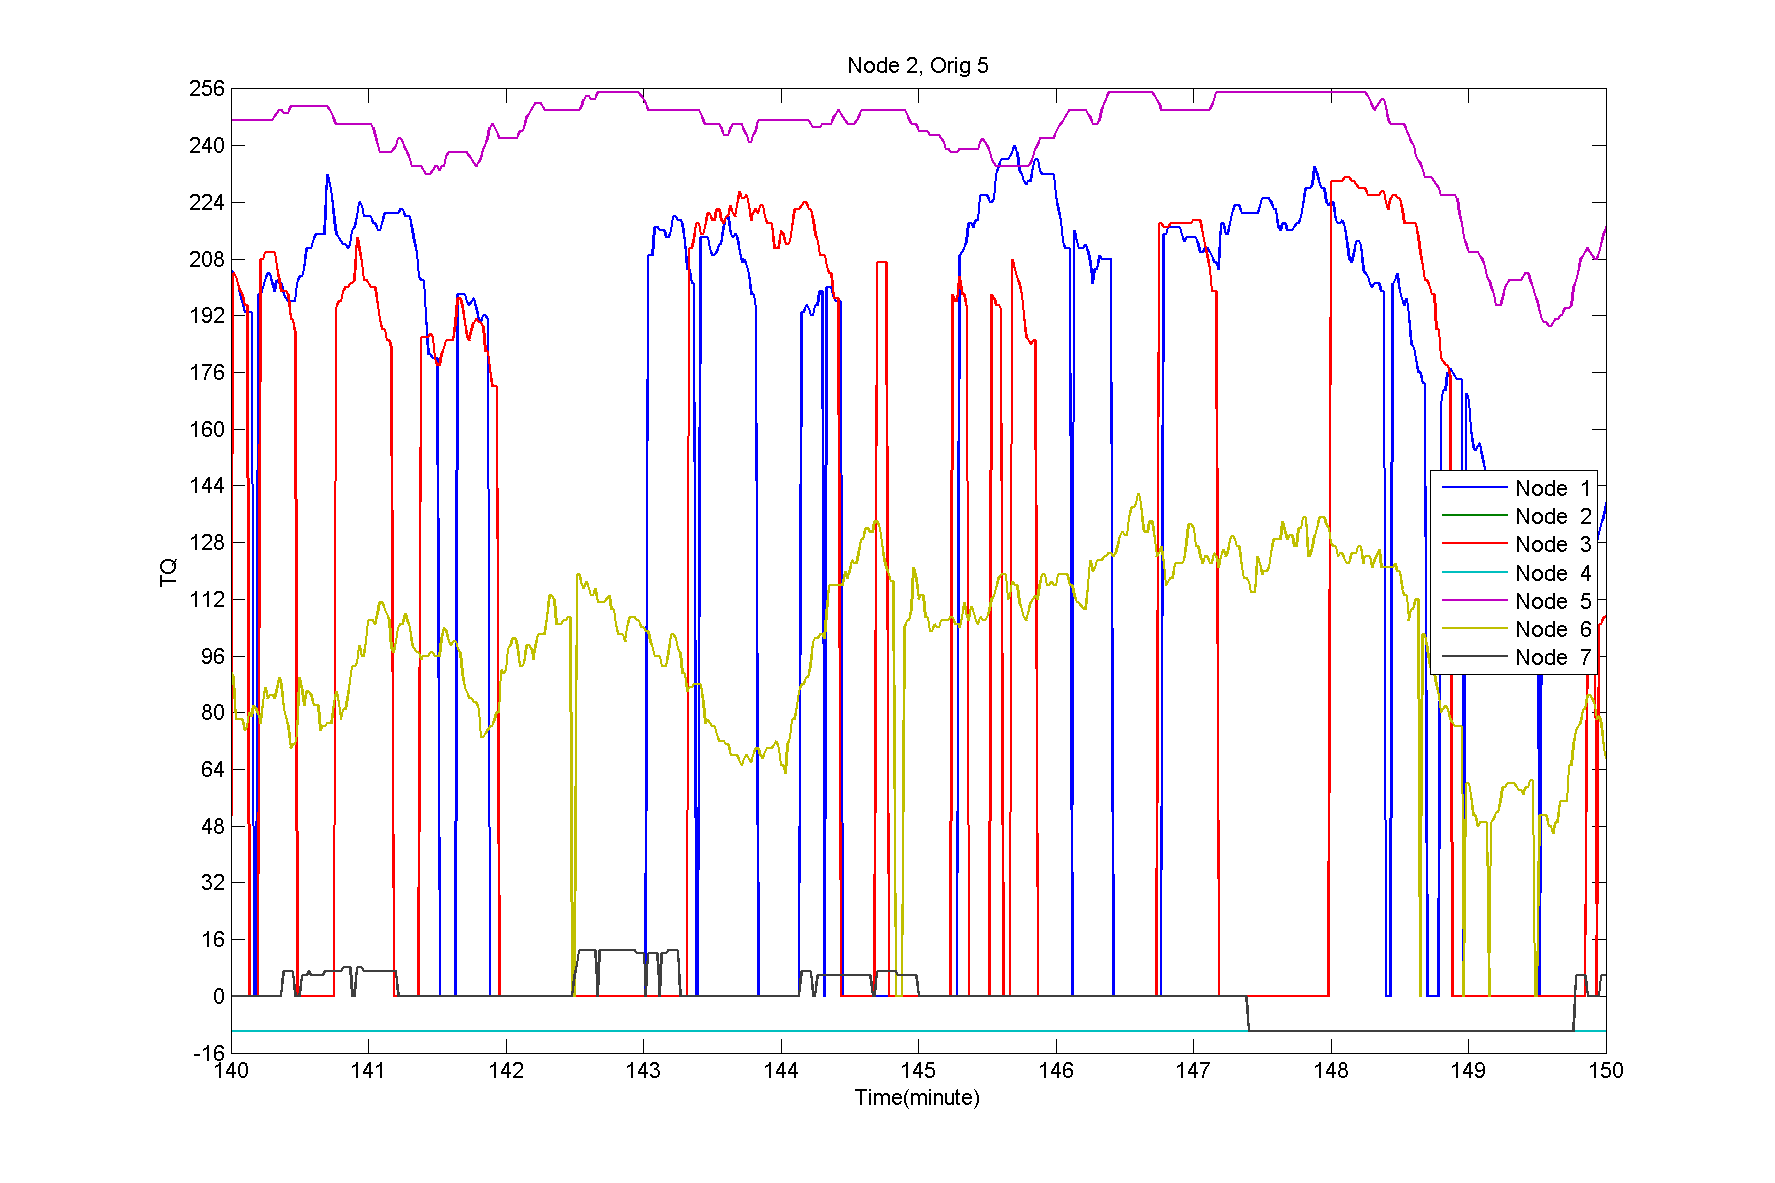 Node 2, Orig 5
256
240
224
208
192
176
160
144
128
112
96
80
64
48
32
16
0
-16
TQ
Node 1
Node 2
Node 3
Node 4
Node 5
Node 6
Node 7
140 141 142 143 144 145 146 147 148 149 150
Time(minute)